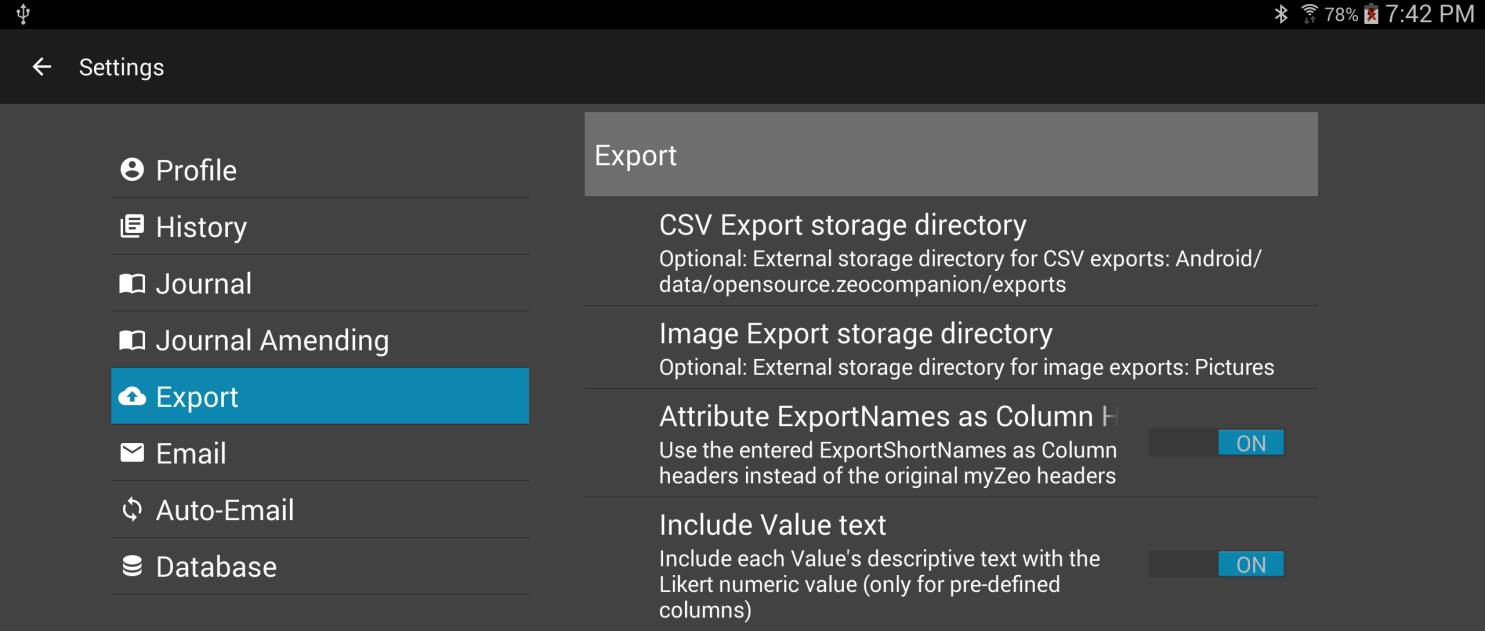 78% 7:42 PM
Settings
Profile
History
Journal
Journal Amending
Export
Email
Auto-Email
Database
Export
CSV Export storage directory
Optional: External storage directory for CSV exports: Android/
data/opensource.zeocompanion/exports
Image Export storage directory
Optional: External storage directory for image exports: Pictures
Attribute ExportNames as Column H
Use the entered ExportShortNames as Column
headers instead of the original myZeo headers
ON
Include Value text
Include each Value's descriptive text with the
Likert numeric value (only for pre-defined
columns)
ON